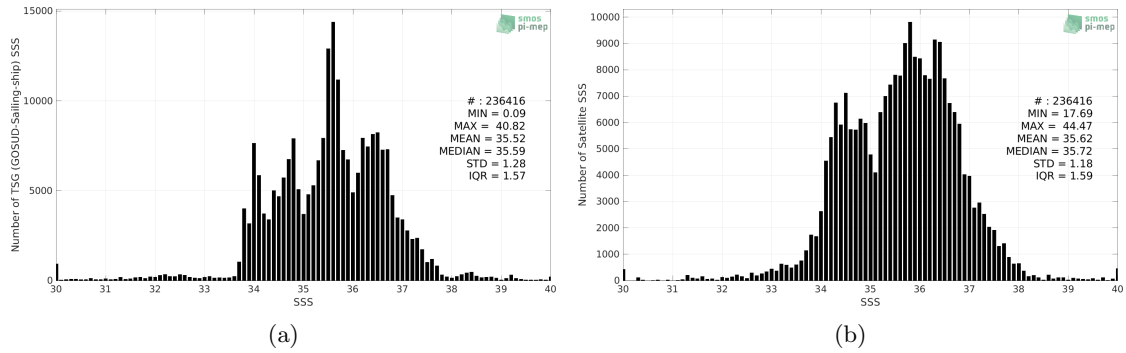 Number of TSG (GOSUD-Sailing-ship) SSS
15000
10000
5000
0
30 31 32 33 34 35 36 37 38 39 40
SSS
smos
pi-mep
# : 236416
MIN = 0.09
MAX = 40.82
MEAN = 35.52
MEDIAN = 35.59
STD = 1.28
IQR = 1.57
(a)
Number of Satellite SSS
10000
9000
8000
7000
6000
5000
4000
3000
2000
1000
0
30 31 32 33 34 35 36 37 38 39 40
SSS
smos
pi-mep
# : 236416
MIN = 17.69
MAX = 44.47
MEAN = 35.62
MEDIAN = 35.72
STD = 1.18
IQR = 1.59
(b)